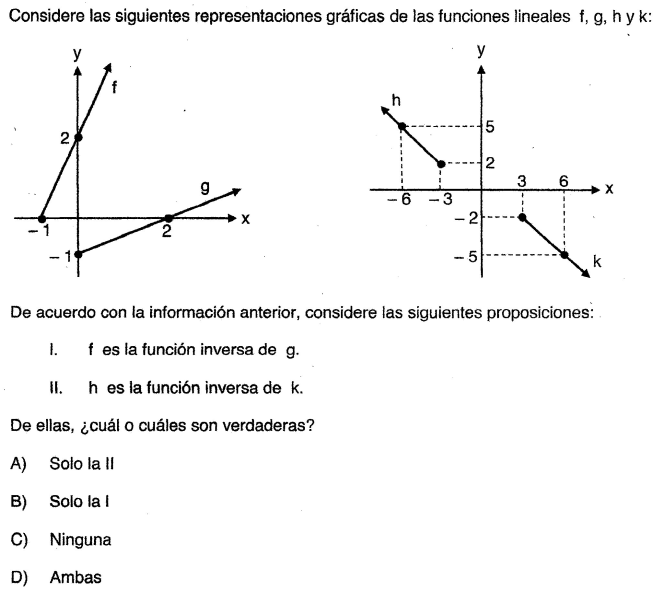 Considere las siguientes representaciones gráficas de las funciones lineales f, g, h y k:
y
f
2
g
x
-1
2
-1
y
h
5
2
3 6
x
-6 -3
-2
-5
k
De acuerdo con la información anterior, considere las siguientes proposiciones:
I. f es la función inversa de g.
II. h es la función inversa de k.
De ellas, ¿cuál o cuáles son verdaderas?
A) Solo la II
B) Solo la I
C) Ninguna
D) Ambas